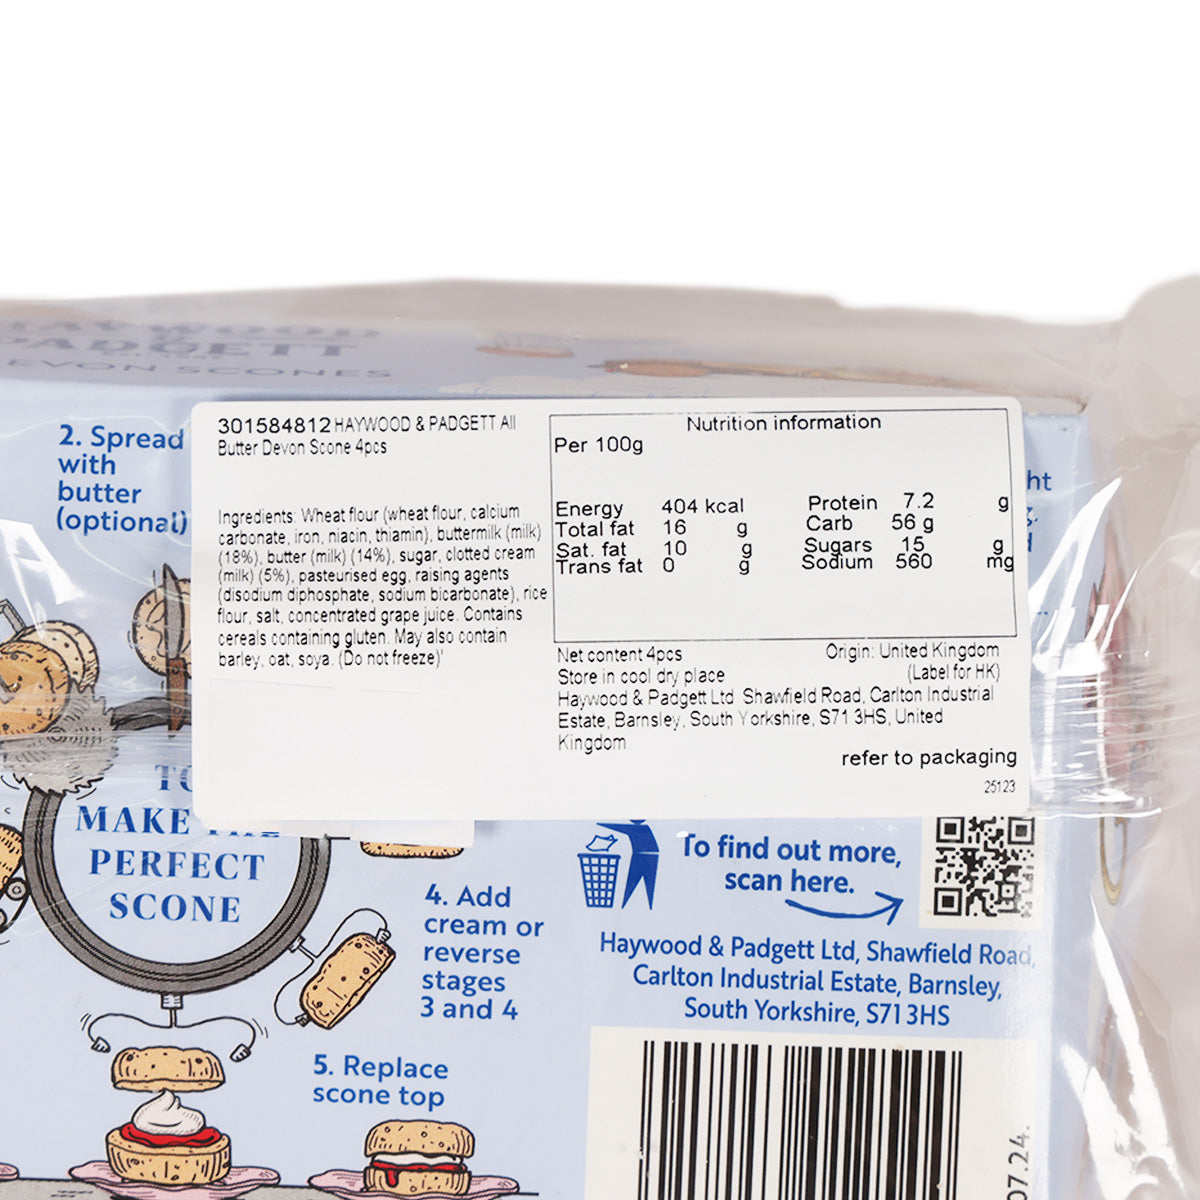 PADGETT
DEVON SCONES
2. Spread
with
butter
(optional)
301584812 HAYWOOD & PADGETT All
Butter Devon Scone 4pcs
Ingredients: Wheat flour (wheat flour, calcium
carbonate, iron, niacin, thiamin), buttermilk (milk)
(18%), butter (milk) (14%), sugar, clotted cream
(milk) (5%), pasteurised egg, raising agents
(disodium diphosphate, sodium bicarbonate), rice
flour, salt, concentrated grape juice. Contains
cereals containing gluten. May also contain
barley, oat, soya. (Do not freeze)'
Nutrition information
Per 100g
Energy 404 kcal Protein 7.2 g
Total fat 16 g Carb 56 g
Sat. fat 10 g Sugars 15 g
Trans fat 0 g Sodium 560 mg
Net content 4pcs Origin: United Kingdom
Store in cool dry place (Label for HK)
Haywood & Padgett Ltd Shawfield Road, Carlton Industrial
Estate, Barnsley, South Yorkshire, S71 3HS, United
Kingdom
refer to packaging
25123
ht
MAKE
PERFECT
SCONE
4. Add
cream or
reverse
stages
3 and 4
5. Replace
scone top
To find out more,
scan here.
Haywood & Padgett Ltd, Shawfield Road,
Carlton Industrial Estate, Barnsley,
South Yorkshire, S71 3HS
07.24.